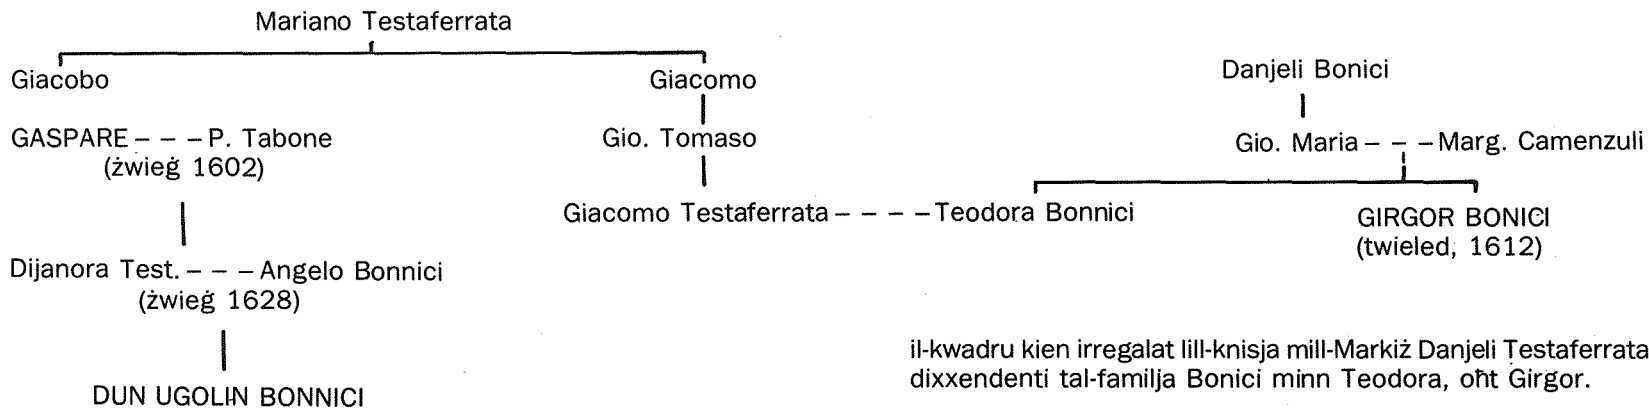 Mariano Testaferrata
Giacobo
Giacomo
Danjeli Bonici
GASPARE – – – P. Tabone
(żwieġ 1602)
Gio. Tomaso
Gio. Maria – – – Marg. Camenzuli
Giacomo Testaferrata – – – – Teodora Bonnici
GIRGOR BONICI
(twieled, 1612)
Dijanora Test. – – – Angelo Bonnici
(żwieġ 1628)
DUN UGOLIN BONNICI
il-kwadru kien irregalat lill-knisja mill-Markiż Danjeli Testaferrata
dixxendenti tal-familja Bonici minn Teodora, oħt Girgor.